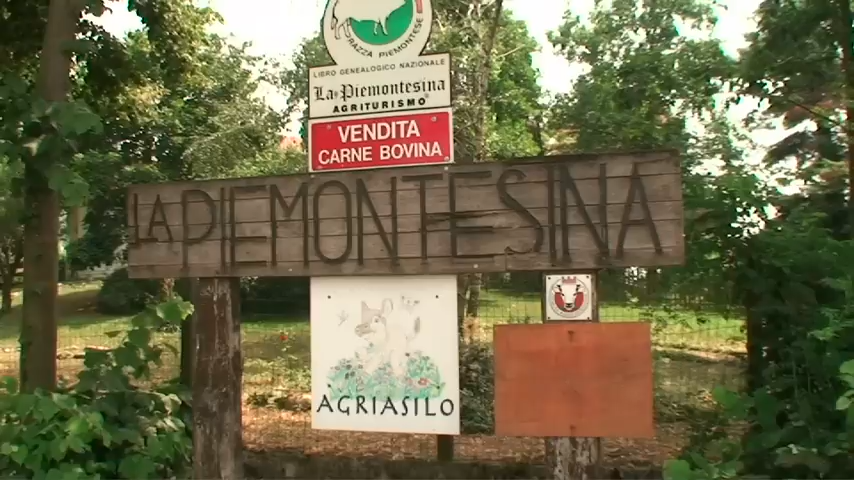 RAZZA PIEMONTESE
LIBRO GENEALOGICO NAZIONALE
La Piemontesina
AGRITURISMO
VENDITA
CARNE BOVINA
LA PIEMONTESINA
AGRIASILO